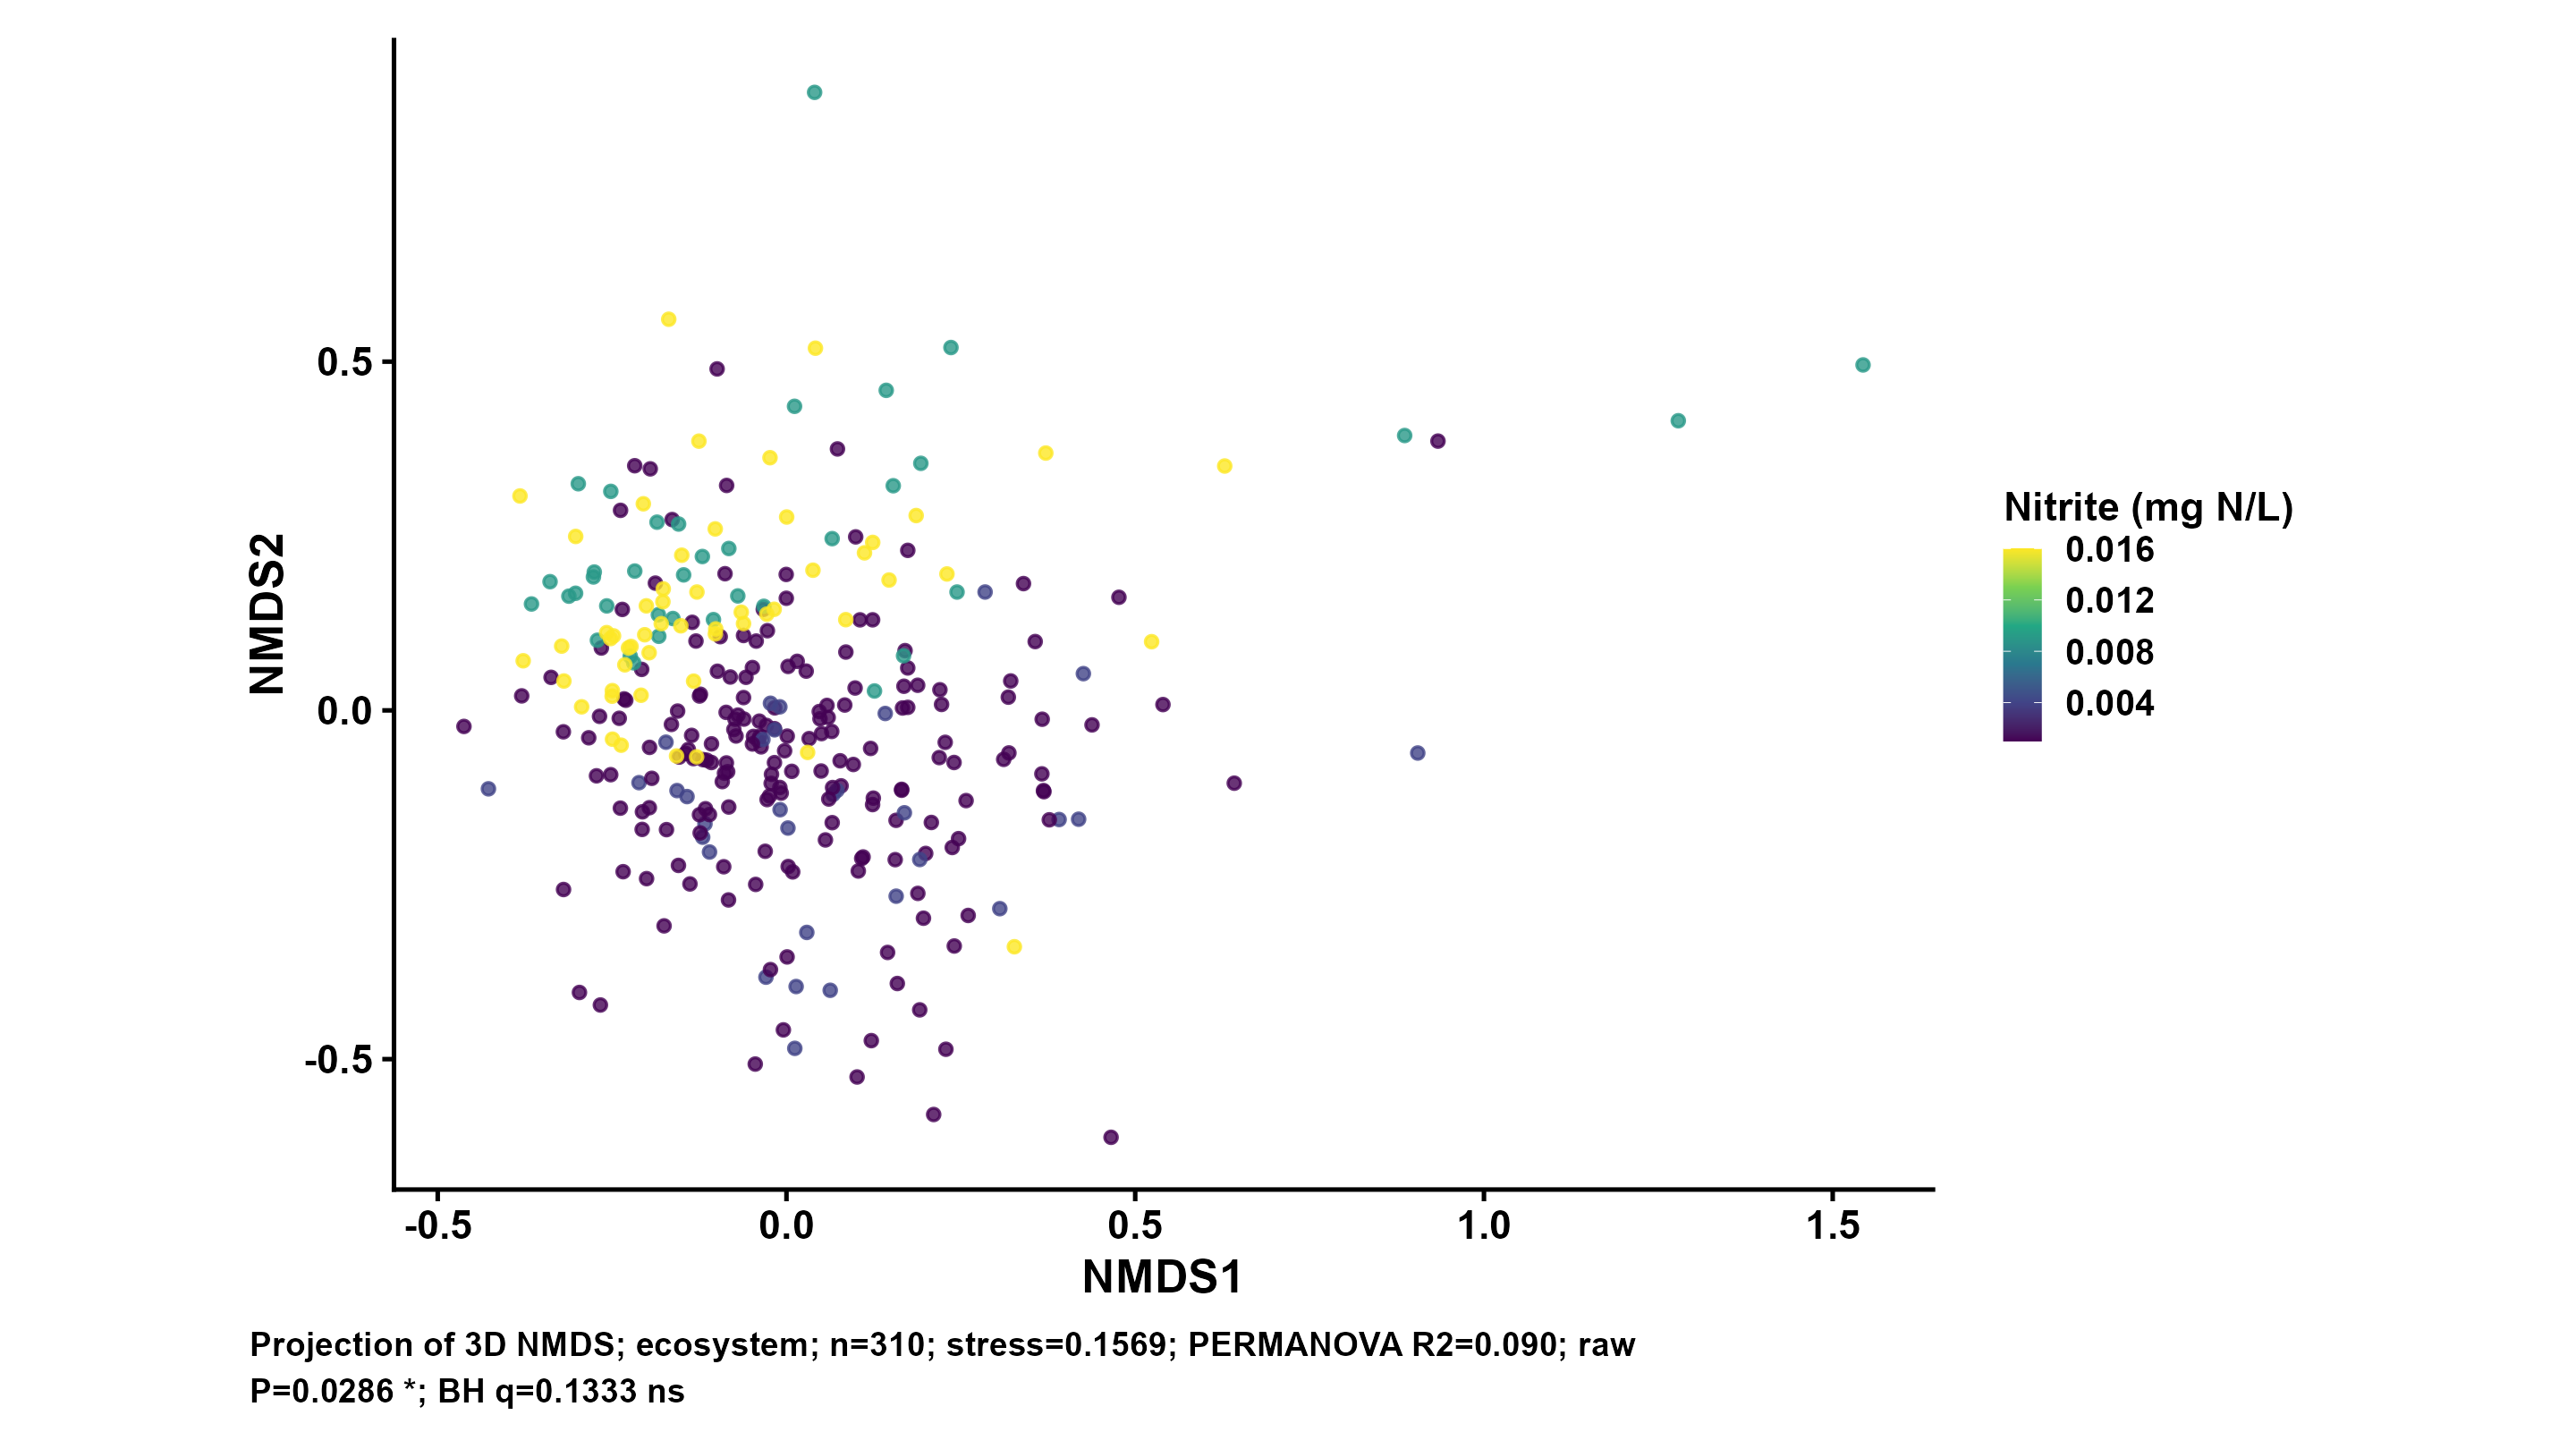 NMDS2
0.5
0.0
-0.5
-0.5
0.0
0.5
1.0
1.5
NMDS1
Nitrite (mg N/L)
0.016
0.012
0.008
0.004
Projection of 3D NMDS; ecosystem; n=310; stress=0.1569; PERMANOVA R2=0.090; raw
P=0.0286 *; BH q=0.1333 ns